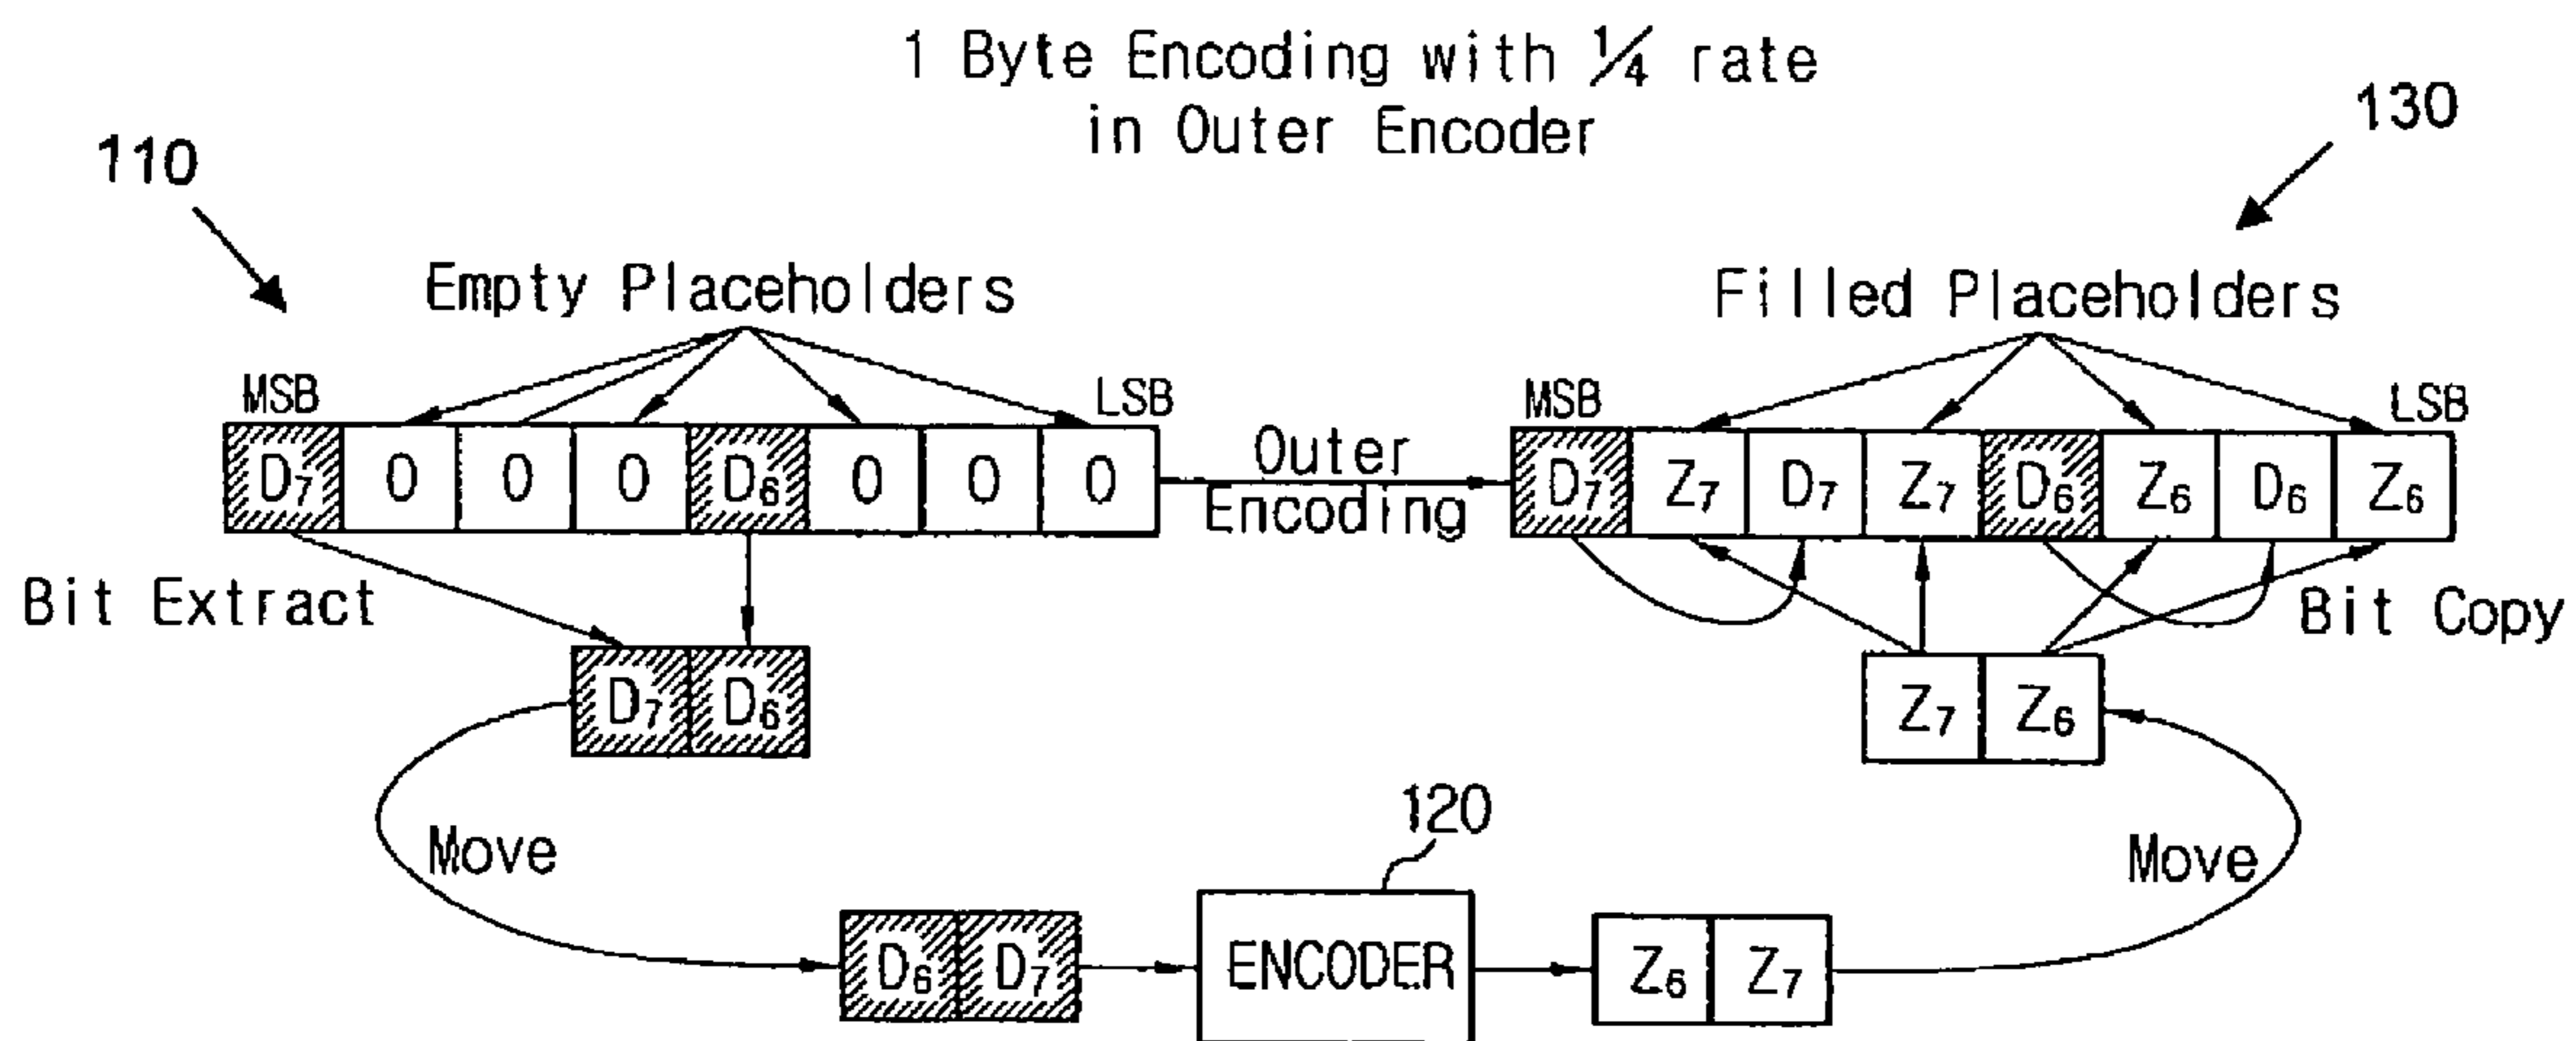 1 Byte Encoding with ¼ rate
in Outer Encoder
110
130
Empty Placeholders
Filled Placeholders
MSB
LSB
MSB
LSB
D₇ 0 0 0 D₆ 0 0 0
Outer
Encoding
D₇ Z₇ D₇ Z₇ D₆ Z₆ D₆ Z₆
Bit Extract
Bit Copy
D₇ D₆
Z₇ Z₆
Move
120
Move
D₆ D₇
ENCODER
Z₆ Z₇